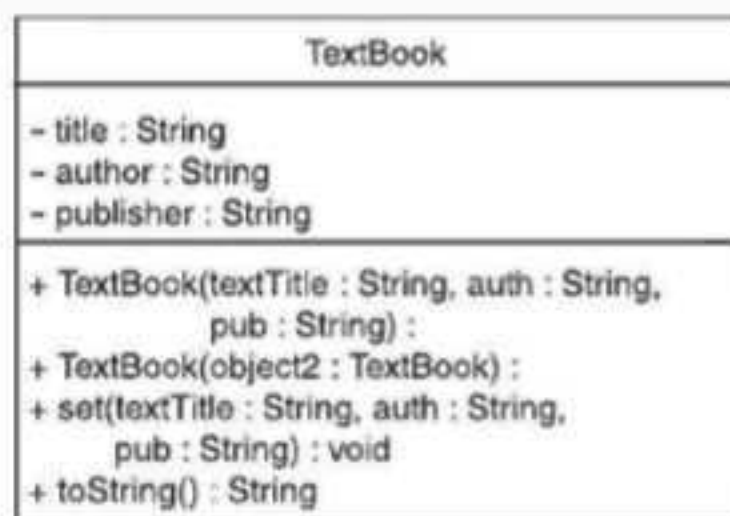 TextBook
– title : String
– author : String
– publisher : String
+ TextBook(textTitle : String, auth : String,
pub : String) :
+ TextBook(object2 : TextBook) :
+ set(textTitle : String, auth : String,
pub : String) : void
+ toString() : String